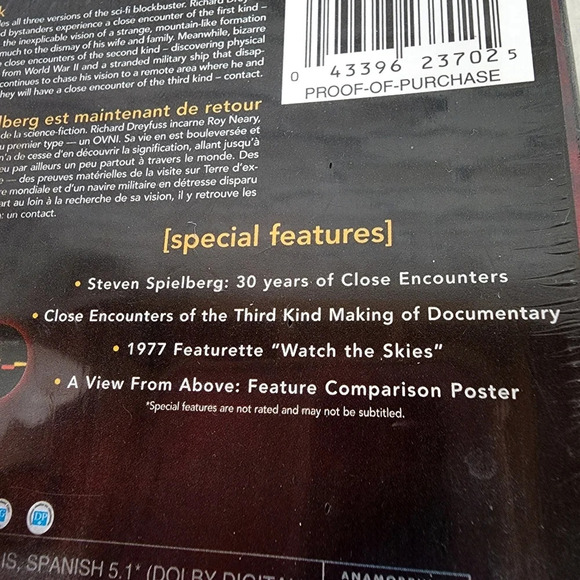 les all three versions of the sci-fi blockbuster. Richard
d bystanders experience a close encounter of the first kind –
the inexplicable vision of a strange, mountain-like formation
much to the dismay of his wife and family. Meanwhile, bizarre
close encounters of the second kind – discovering physical
from World War II and a stranded military ship that disap-
continues to chase his vision to a remote area where he and
hey will have a close encounter of the third kind – contact.
0 43396 23702 5
PROOF-OF-PURCHASE
lberg est maintenant de retour
de la science-fiction. Richard Dreyfuss incarne Roy Neary,
u premier type — un OVNI. Sa vie en est bouleversée et
n'a de cesse d'en découvrir la signification, allant jusqu'à
eu par ailleurs un peu partout à travers le monde. Des
e — des preuves matérielles de la visite sur Terre d'ex-
re mondiale et d'un navire militaire en détresse disparu
art au loin à la recherche de sa vision, il y retrouve les
: un contact.
[special features]
• Steven Spielberg: 30 years of Close Encounters
• Close Encounters of the Third Kind Making of Documentary
• 1977 Featurette "Watch the Skies"
• A View From Above: Feature Comparison Poster
*Special features are not rated and may not be subtitled.
IS, SPANISH 5.1* (DOLBY DIGITAL